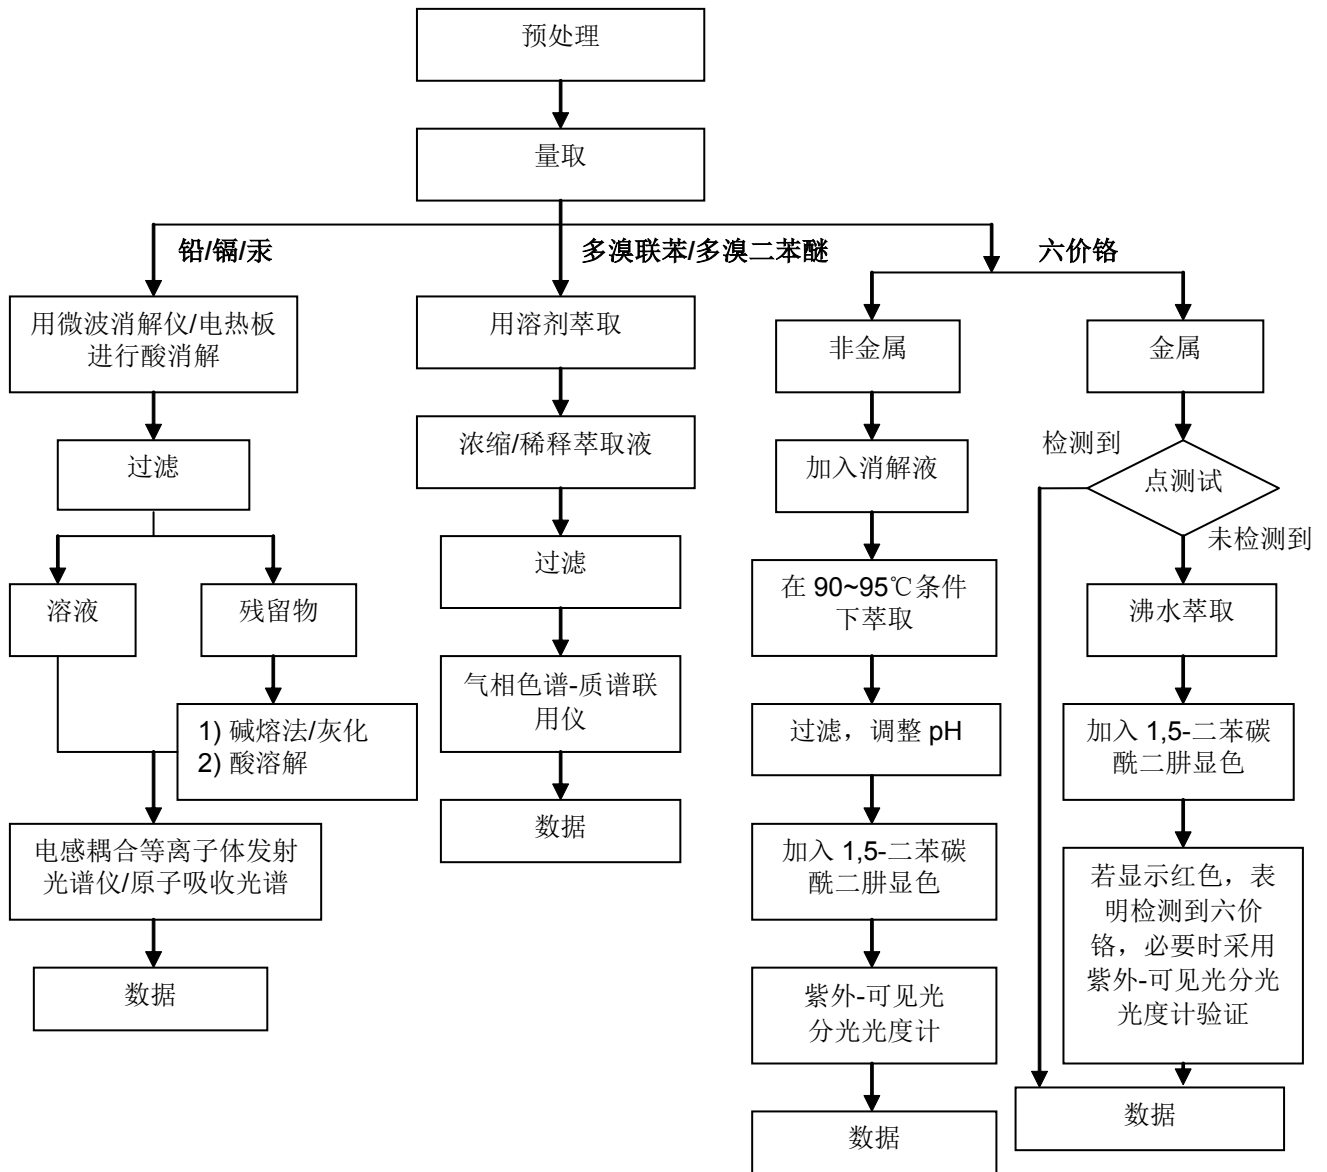 预处理
量取
铅/镉/汞
用微波消解仪/电热板
进行酸消解
过滤
溶液
残留物
1) 碱熔法/灰化
2) 酸溶解
电感耦合等离子体发射
光谱仪/原子吸收光谱
数据
多溴联苯/多溴二苯醚
用溶剂萃取
浓缩/稀释萃取液
过滤
气相色谱-质谱联
用仪
数据
六价铬
非金属
加入消解液
在 90~95℃条件
下萃取
过滤，调整 pH
加入 1,5-二苯碳
酰二肼显色
紫外-可见光
分光光度计
数据
金属
检测到
点测试
未检测到
沸水萃取
加入 1,5-二苯碳
酰二肼显色
若显示红色，表
明检测到六价
铬，必要时采用
紫外-可见光分光
光度计验证
数据